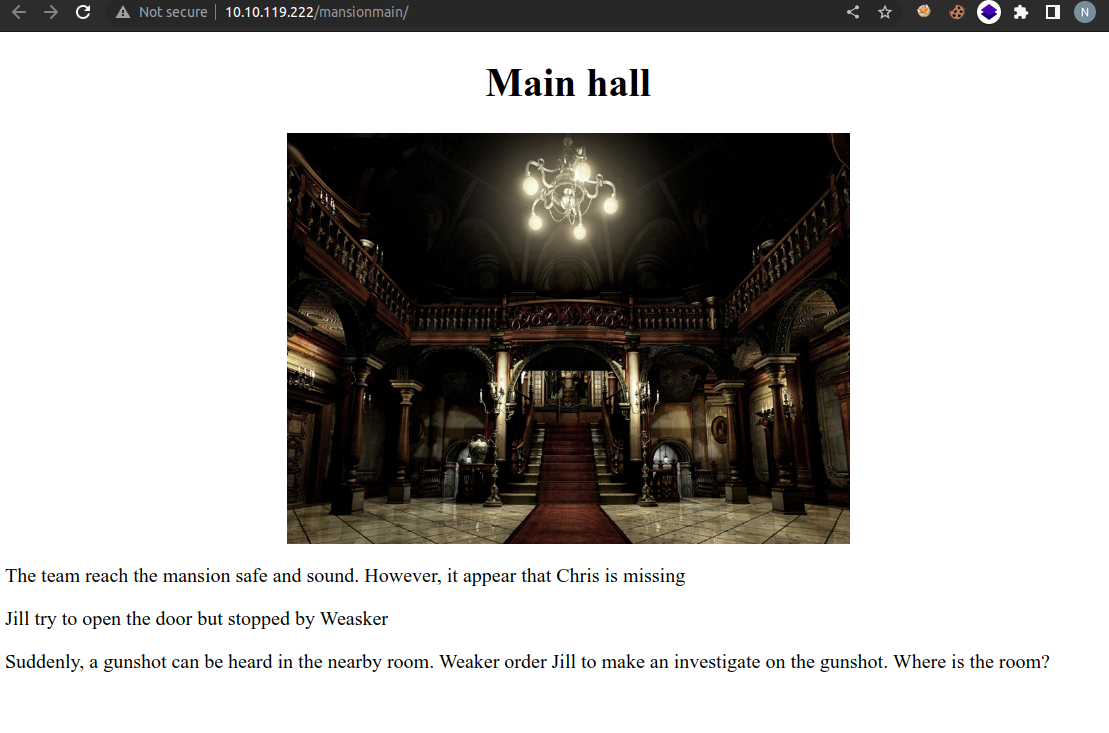 Not secure
10.10.119.222/mansionmain/
N
Main hall
The team reach the mansion safe and sound. However, it appear that Chris is missing
Jill try to open the door but stopped by Weasker
Suddenly, a gunshot can be heard in the nearby room. Weaker order Jill to make an investigate on the gunshot. Where is the room?